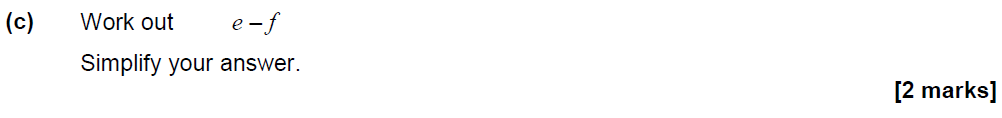 (c) Work out e – f
Simplify your answer.
[2 marks]